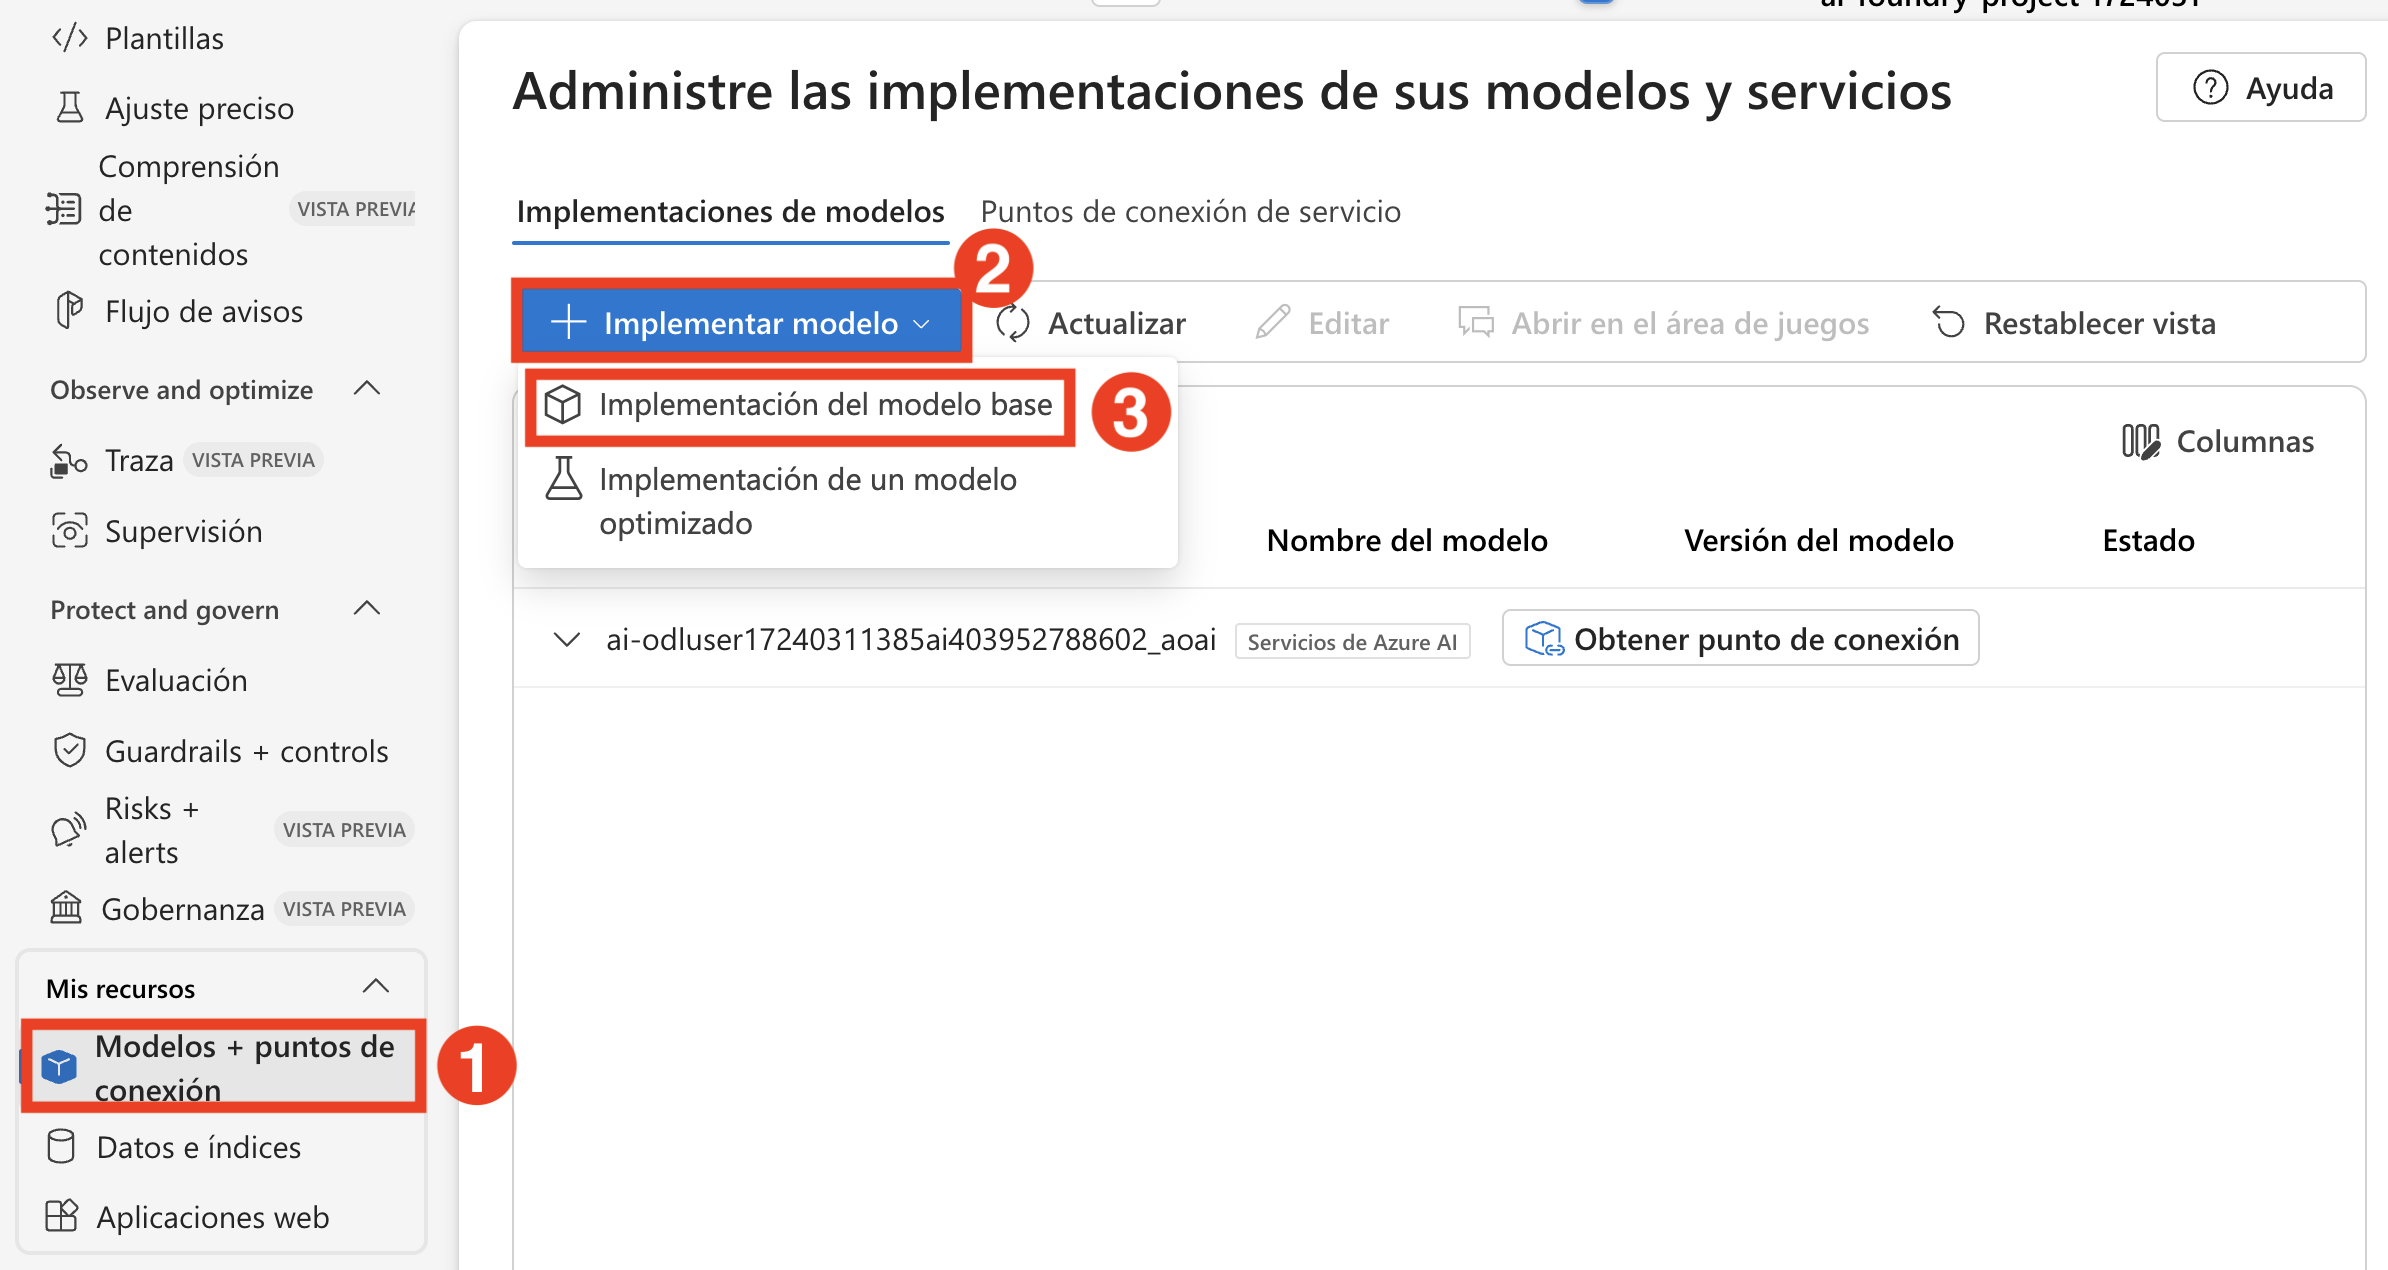 ai-foundry-project-1724031
Plantillas
Ajuste preciso
Comprensión
de
contenidos
VISTA PREVIA
Flujo de avisos
Observe and optimize
Traza VISTA PREVIA
Supervisión
Protect and govern
Evaluación
Guardrails + controls
Risks +
alerts
VISTA PREVIA
Gobernanza VISTA PREVIA
Mis recursos
Modelos + puntos de
conexión
1
Datos e índices
Aplicaciones web
Administre las implementaciones de sus modelos y servicios
Ayuda
Implementaciones de modelos Puntos de conexión de servicio
2
Implementar modelo Actualizar Editar Abrir en el área de juegos Restablecer vista
Implementación del modelo base
3
Implementación de un modelo
optimizado
Columnas
Nombre del modelo Versión del modelo Estado
ai-odluser17240311385ai403952788602_aoai Servicios de Azure AI Obtener punto de conexión